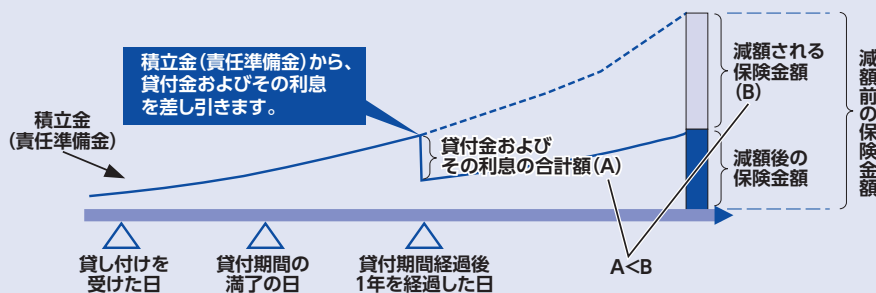 積立金(責任準備金)から、
貸付金およびその利息
を差し引きます。
積立金
(責任準備金)
貸付金および
その利息の合計額(A)
減額される
保険金額
(B)
減額後の
保険金額
減額前の保険金額
貸し付けを
受けた日
貸付期間の
満了の日
貸付期間経過後
1年を経過した日
A<B